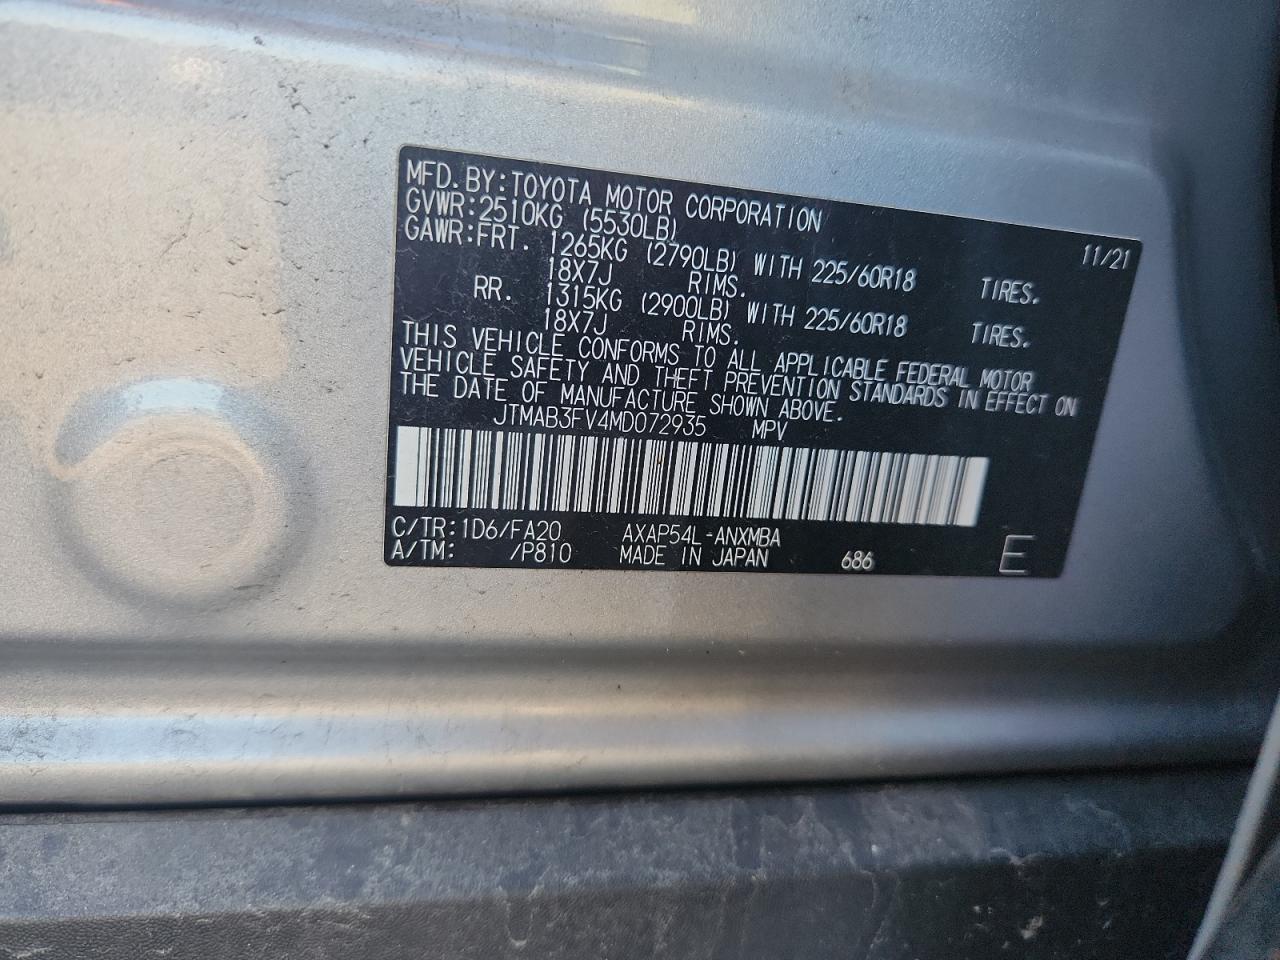 MFD. BY: TOYOTA MOTOR CORPORATION 11/21
GVWR: 2510KG (5530LB)
GAWR: FRT. 1265KG (2790LB) WITH 225/60R18 TIRES.
18X7J RIMS.
RR. 1315KG (2900LB) WITH 225/60R18 TIRES.
18X7J RIMS.
THIS VEHICLE CONFORMS TO ALL APPLICABLE FEDERAL MOTOR
VEHICLE SAFETY AND THEFT PREVENTION STANDARDS IN EFFECT ON
THE DATE OF MANUFACTURE SHOWN ABOVE.
JTMAB3FV4MD072935 MPV
C/TR: 1D6/FA20 AXAP54L-ANXMBA
A/TM: /P810 MADE IN JAPAN 686 E